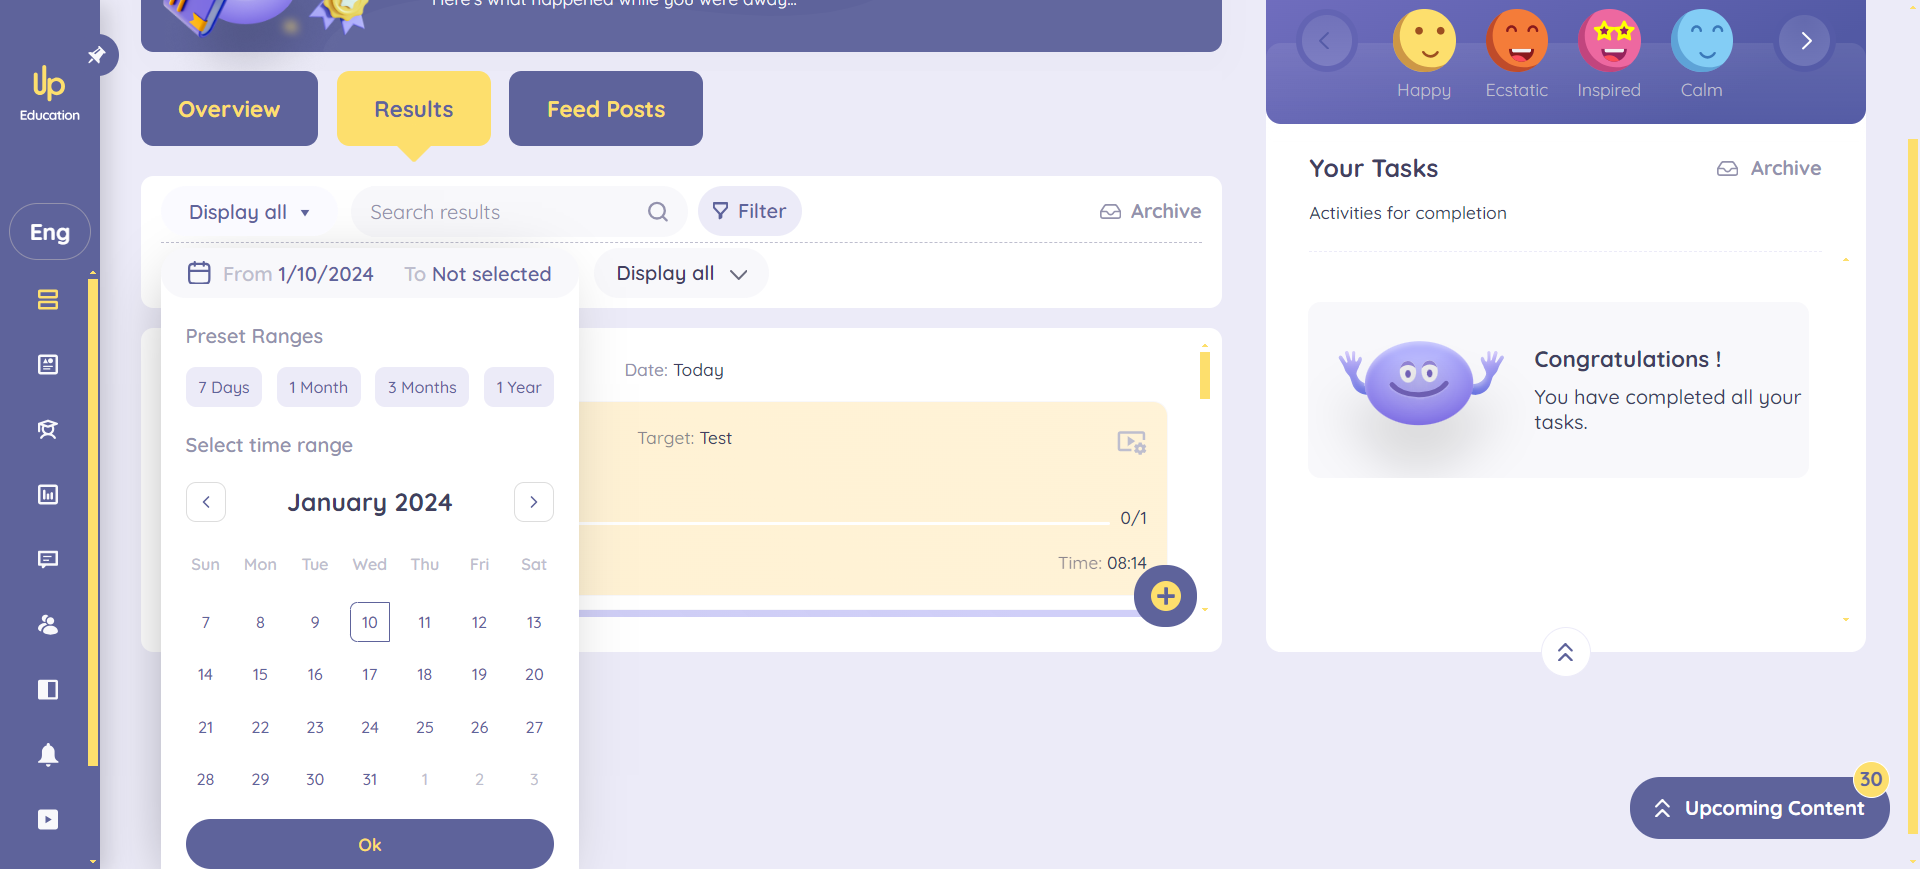 Here's what happened while you were away...
Up
Education
Eng
Overview
Results
Feed Posts
Display all
Search results
Filter
Archive
From 1/10/2024
To Not selected
Display all
Preset Ranges
7 Days
1 Month
3 Months
1 Year
Select time range
January 2024
Sun Mon Tue Wed Thu Fri Sat
7 8 9 10 11 12 13
14 15 16 17 18 19 20
21 22 23 24 25 26 27
28 29 30 31 1 2 3
Ok
Date: Today
Target: Test
0/1
Time: 08:14
Happy
Ecstatic
Inspired
Calm
Your Tasks
Archive
Activities for completion
Congratulations !
You have completed all your
tasks.
30
Upcoming Content